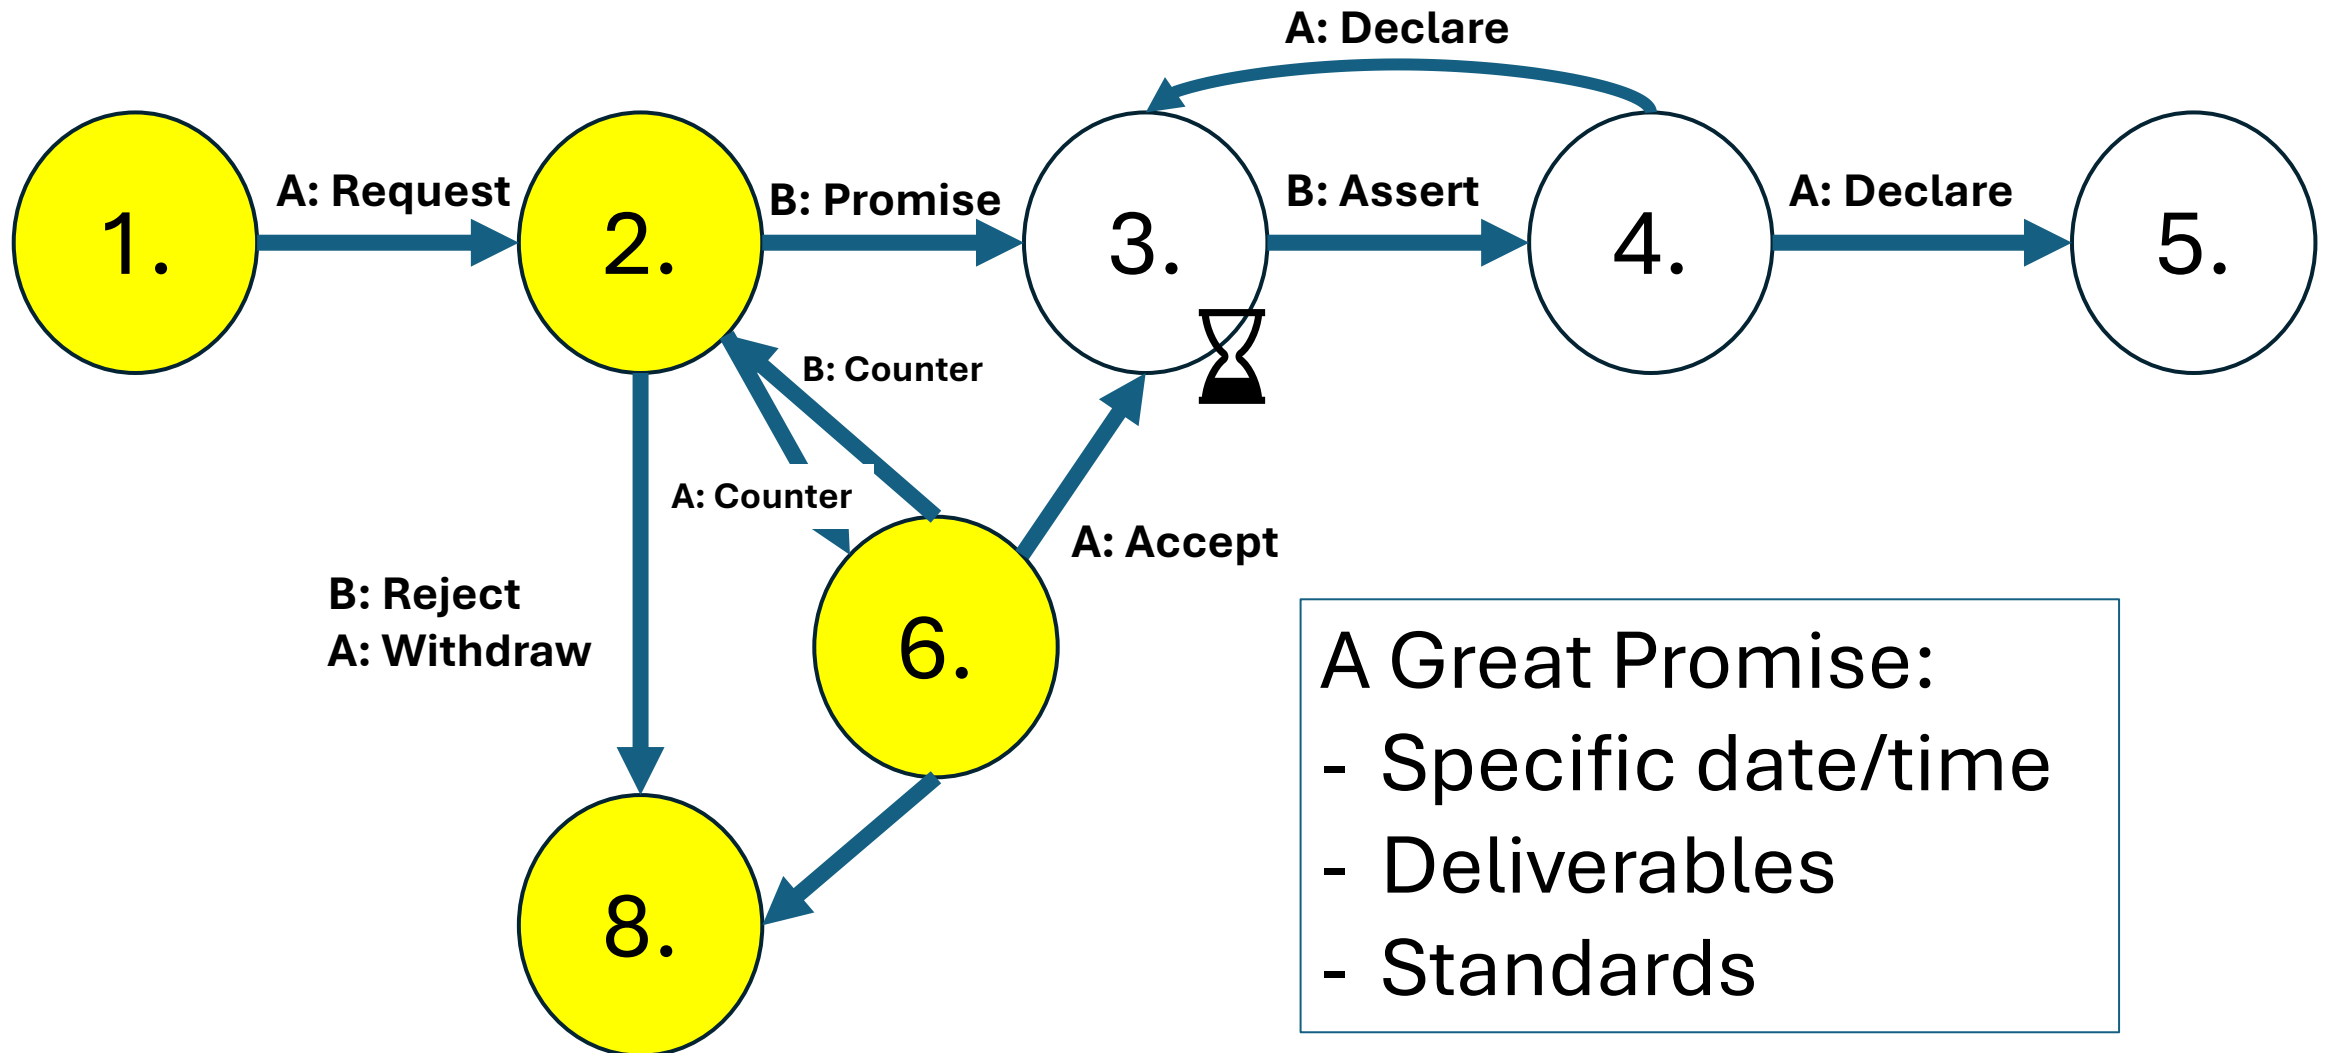 A: Declare
1.
A: Request
2.
B: Promise
3.
B: Assert
4.
A: Declare
5.
B: Counter
A: Counter
A: Accept
B: Reject
A: Withdraw
6.
8.
A Great Promise:
- Specific date/time
- Deliverables
- Standards